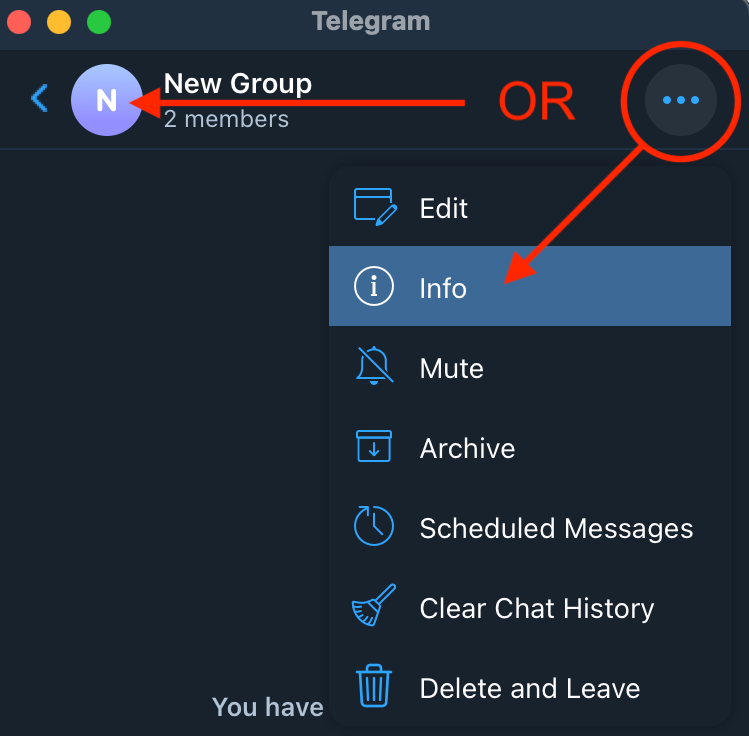 Telegram
N
New Group
2 members
OR
Edit
Info
Mute
Archive
Scheduled Messages
Clear Chat History
Delete and Leave
You have